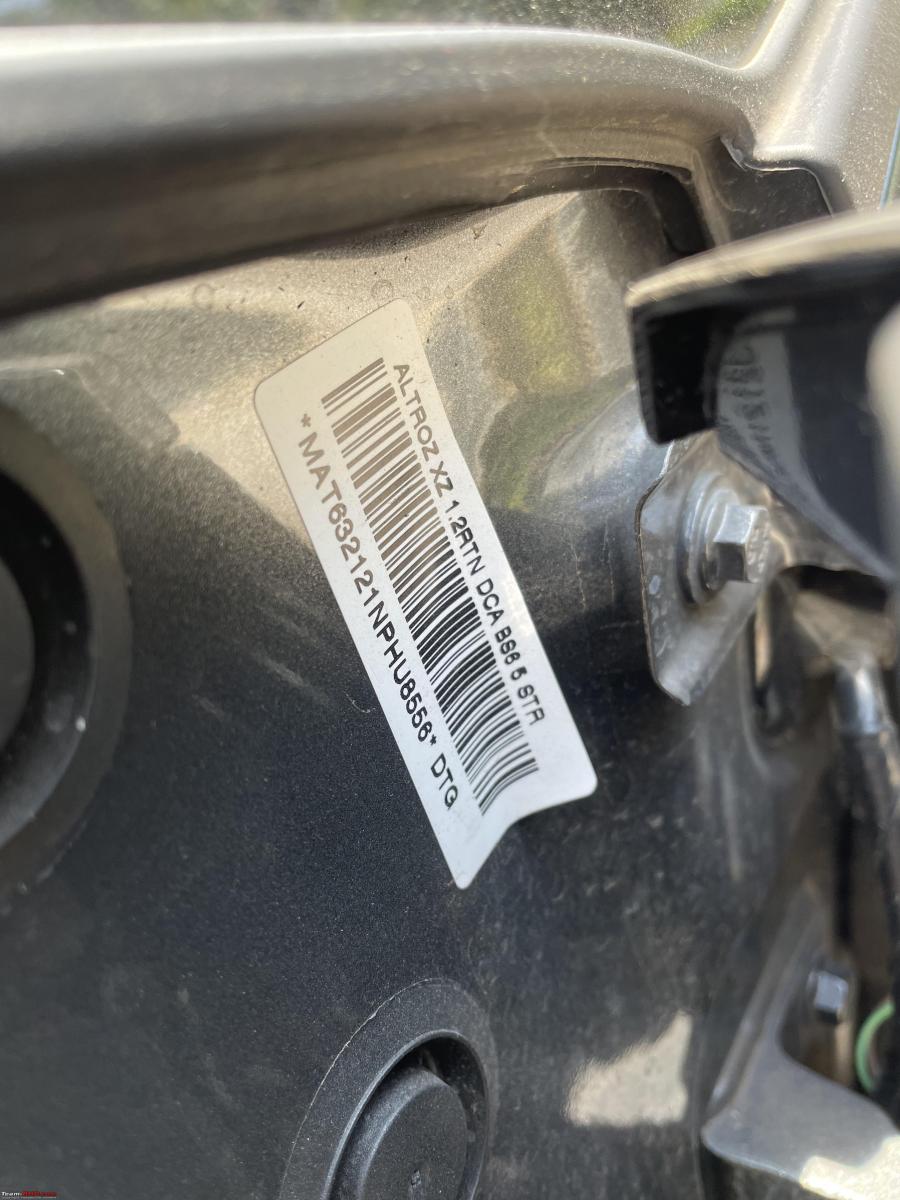 ALTROZ XZ 1.2RTN DCA BS6 5 STR
*MAT632121NPHU8556* DTG